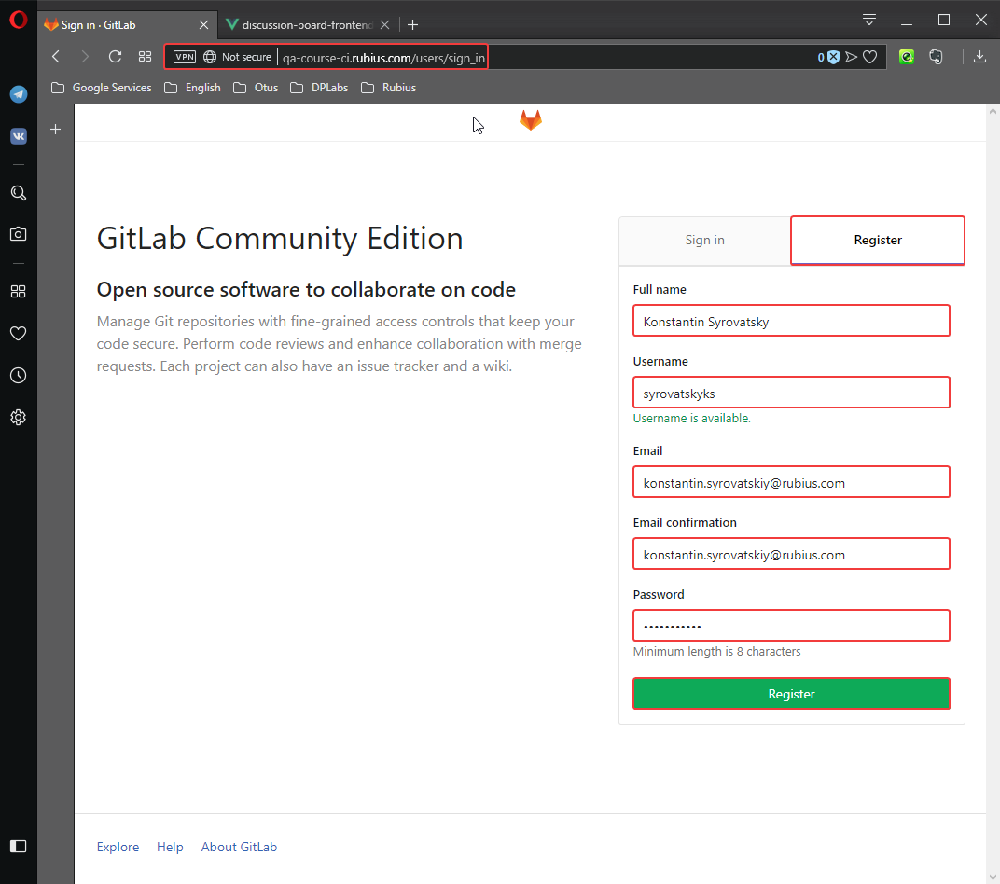 Sign in · GitLab
discussion-board-frontend
VPN
Not secure
qa-course-ci.rubius.com/users/sign_in
0
Google Services
English
Otus
DPLabs
Rubius
GitLab Community Edition
Open source software to collaborate on code
Manage Git repositories with fine-grained access controls that keep your
code secure. Perform code reviews and enhance collaboration with merge
requests. Each project can also have an issue tracker and a wiki.
Sign in
Register
Full name
Konstantin Syrovatsky
Username
syrovatskyks
Username is available.
Email
konstantin.syrovatskiy@rubius.com
Email confirmation
konstantin.syrovatskiy@rubius.com
Password
•••••••••••
Minimum length is 8 characters
Register
Explore
Help
About GitLab